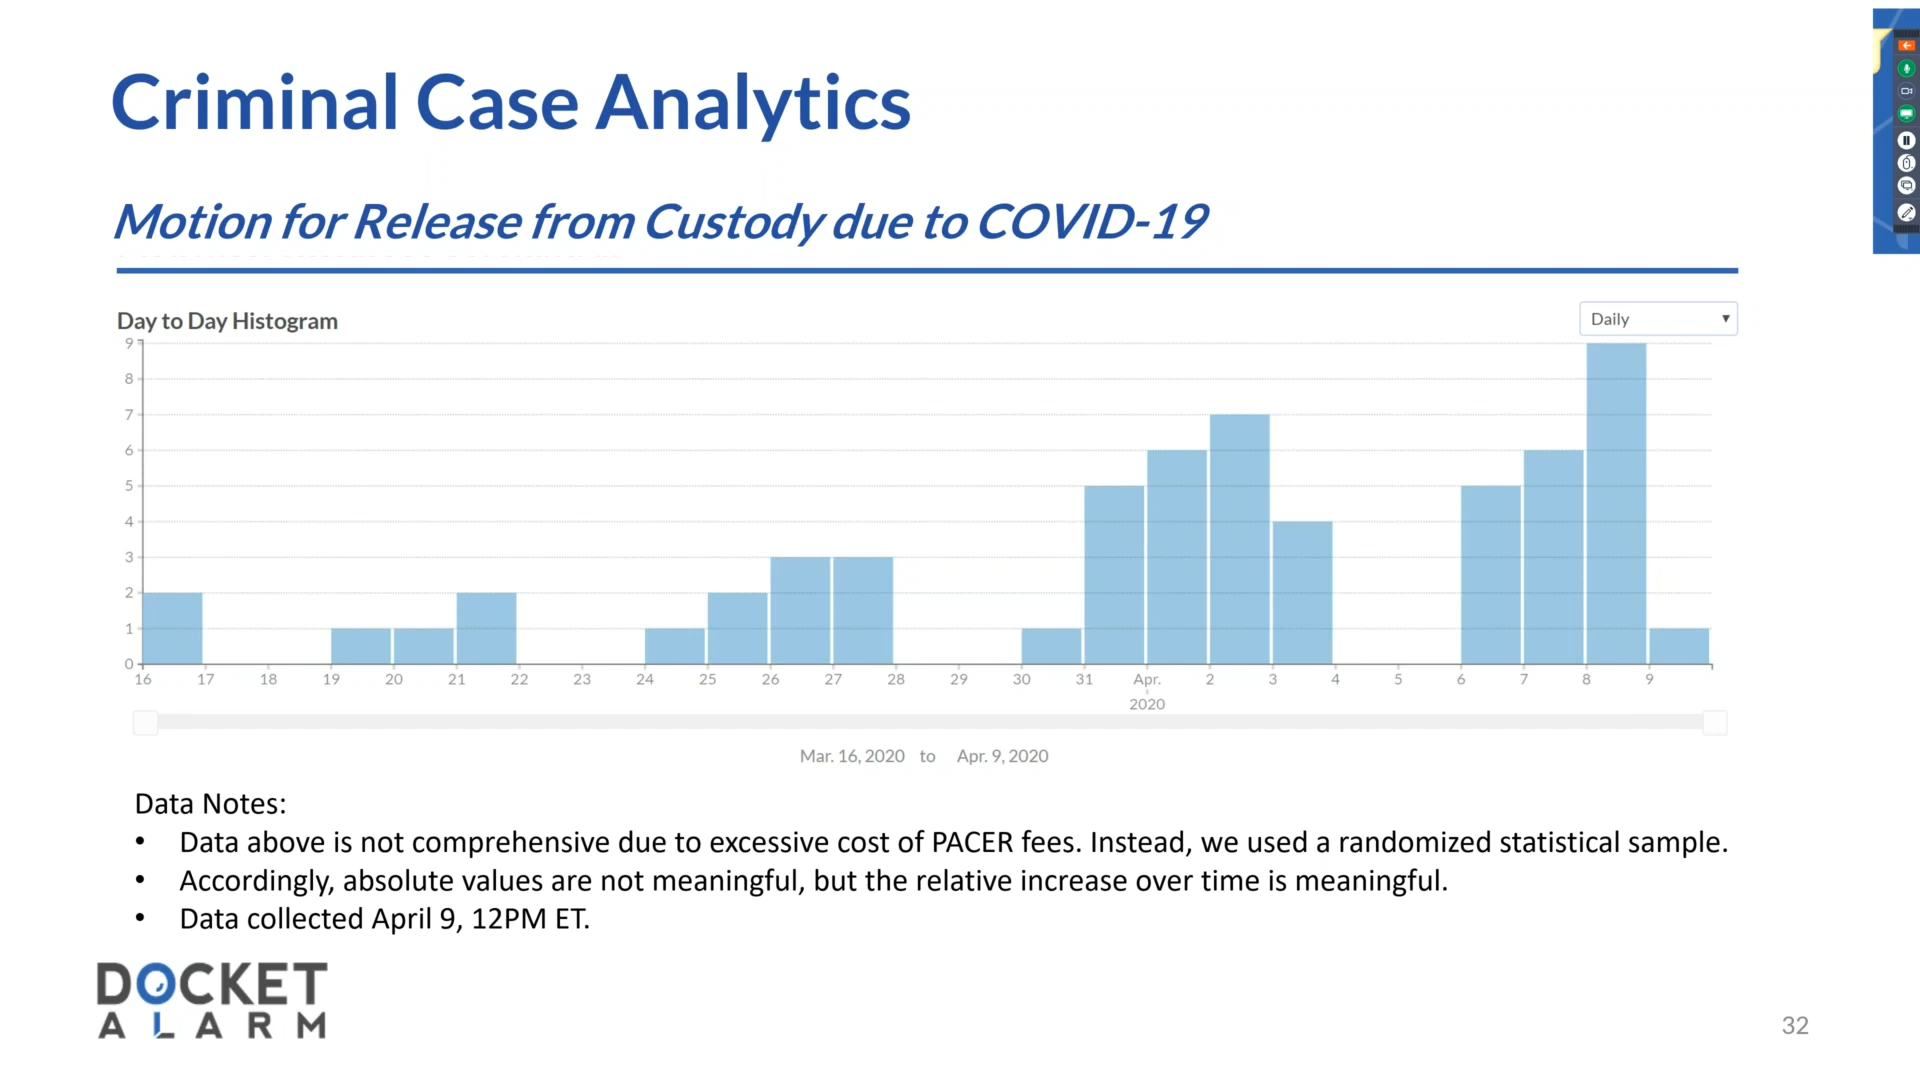 Criminal Case Analytics
Motion for Release from Custody due to COVID-19
Day to Day Histogram
Daily
9
8
7
6
5
4
3
2
1
0
16 17 18 19 20 21 22 23 24 25 26 27 28 29 30 31 Apr. 2 3 4 5 6 7 8 9
2020
Mar. 16, 2020 to Apr. 9, 2020
Data Notes:
• Data above is not comprehensive due to excessive cost of PACER fees. Instead, we used a randomized statistical sample.
• Accordingly, absolute values are not meaningful, but the relative increase over time is meaningful.
• Data collected April 9, 12PM ET.
DOCKET
ALARM
32